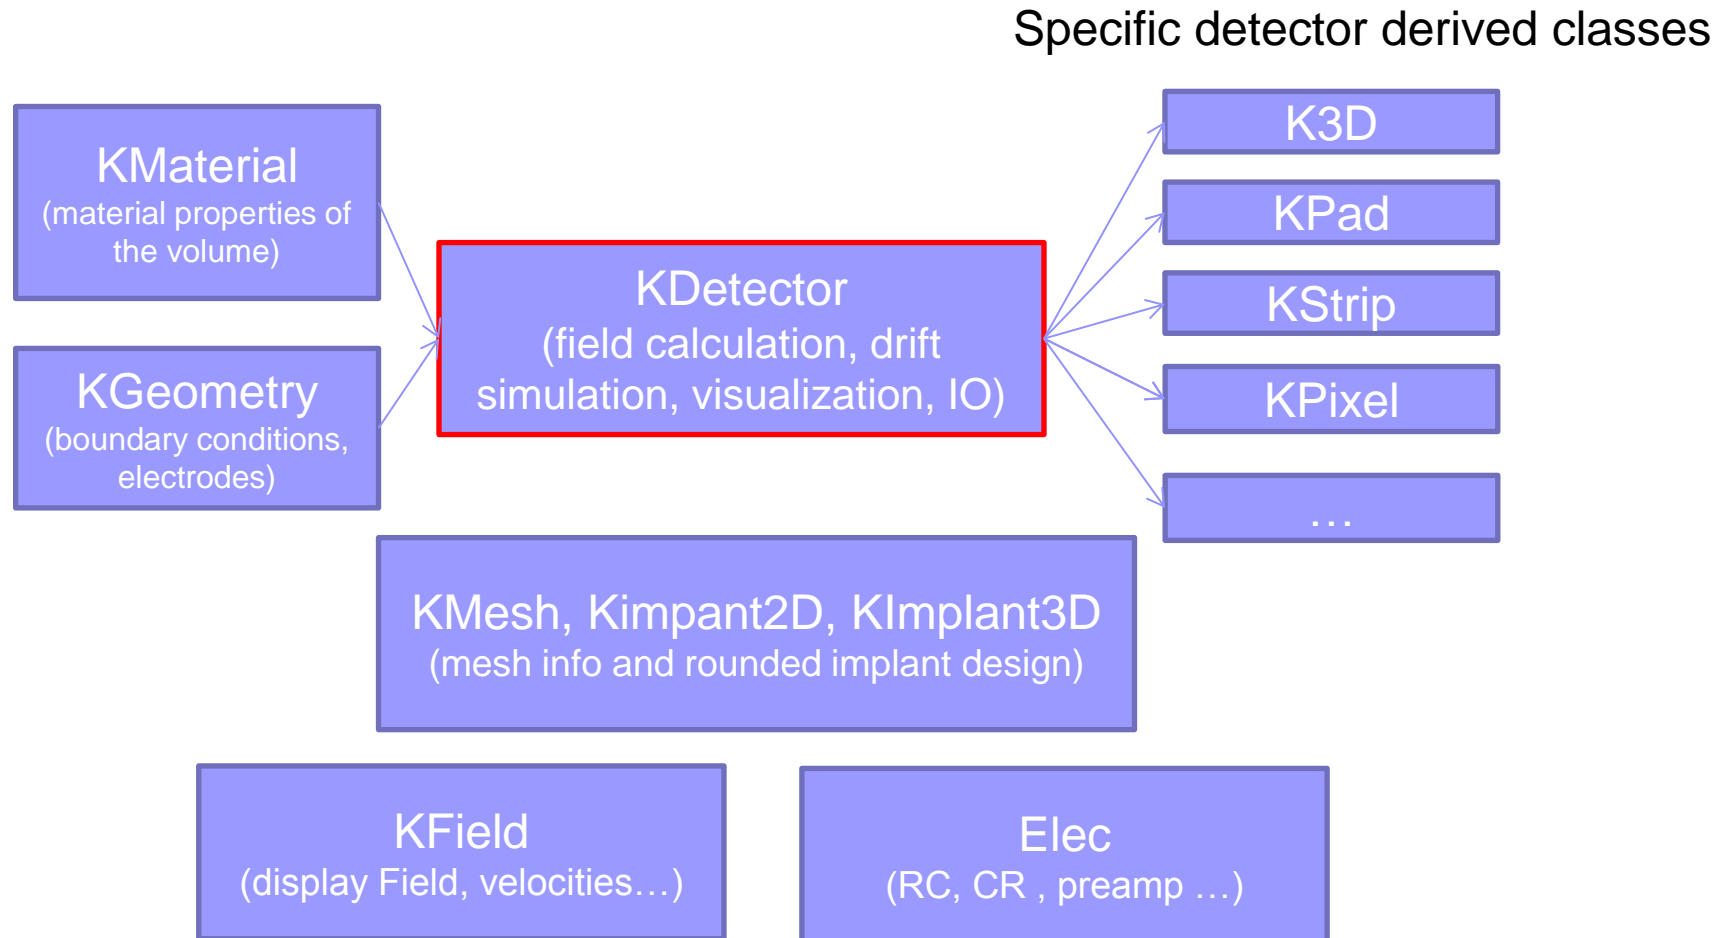 Specific detector derived classes
KMaterial
(material properties of
the volume)
KGeometry
(boundary conditions,
electrodes)
KDetector
(field calculation, drift
simulation, visualization, IO)
K3D
KPad
KStrip
KPixel
…
KMesh, Kimpant2D, KImplant3D
(mesh info and rounded implant design)
KField
(display Field, velocities…)
Elec
(RC, CR , preamp …)